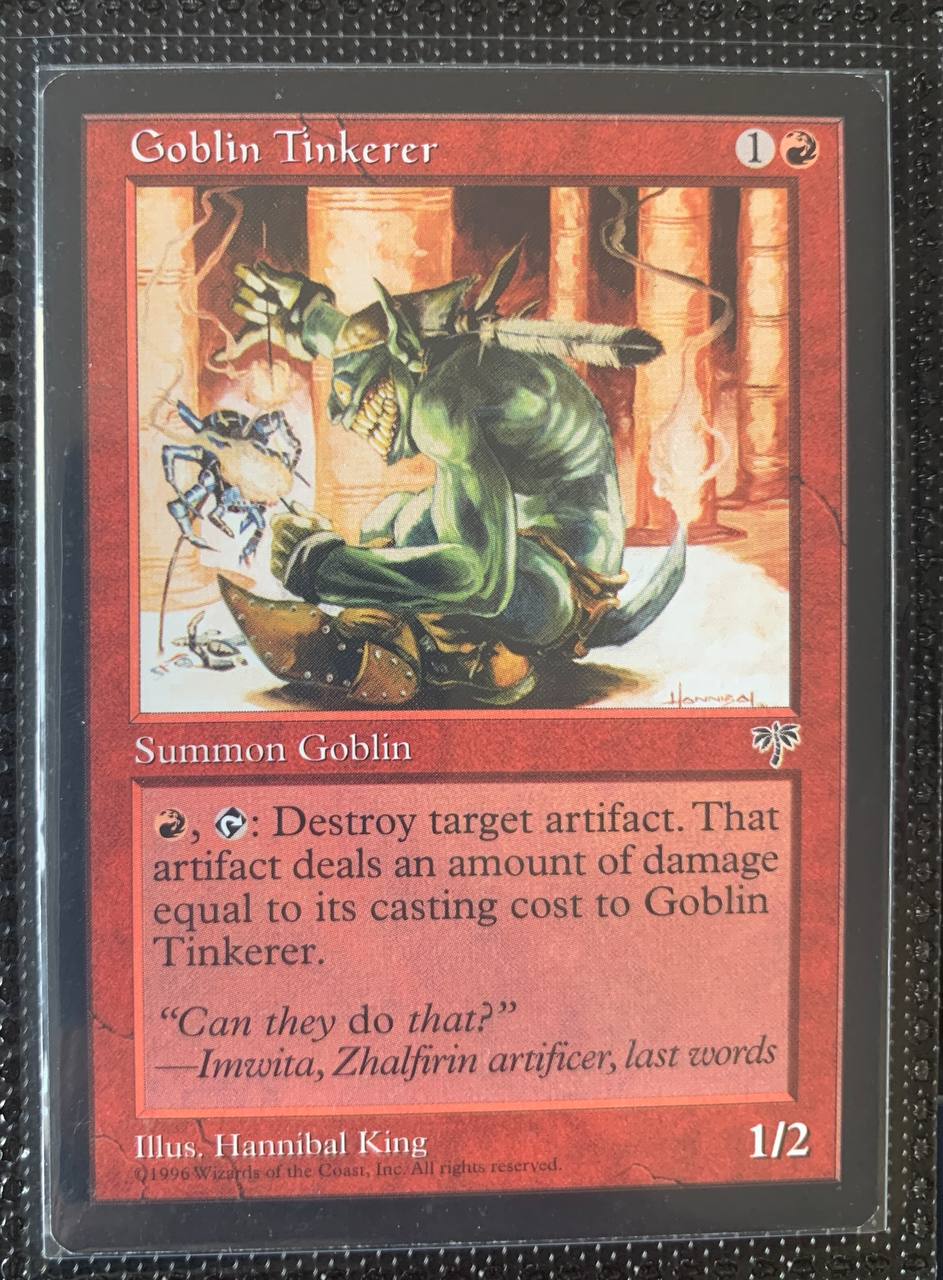 Goblin Tinkerer 1
HANNIBAL
Summon Goblin
, : Destroy target artifact. That
artifact deals an amount of damage
equal to its casting cost to Goblin
Tinkerer.
“Can they do that?”
—Imwita, Zhalfirin artificer, last words
Illus. Hannibal King 1/2
©1996 Wizards of the Coast, Inc. All rights reserved.